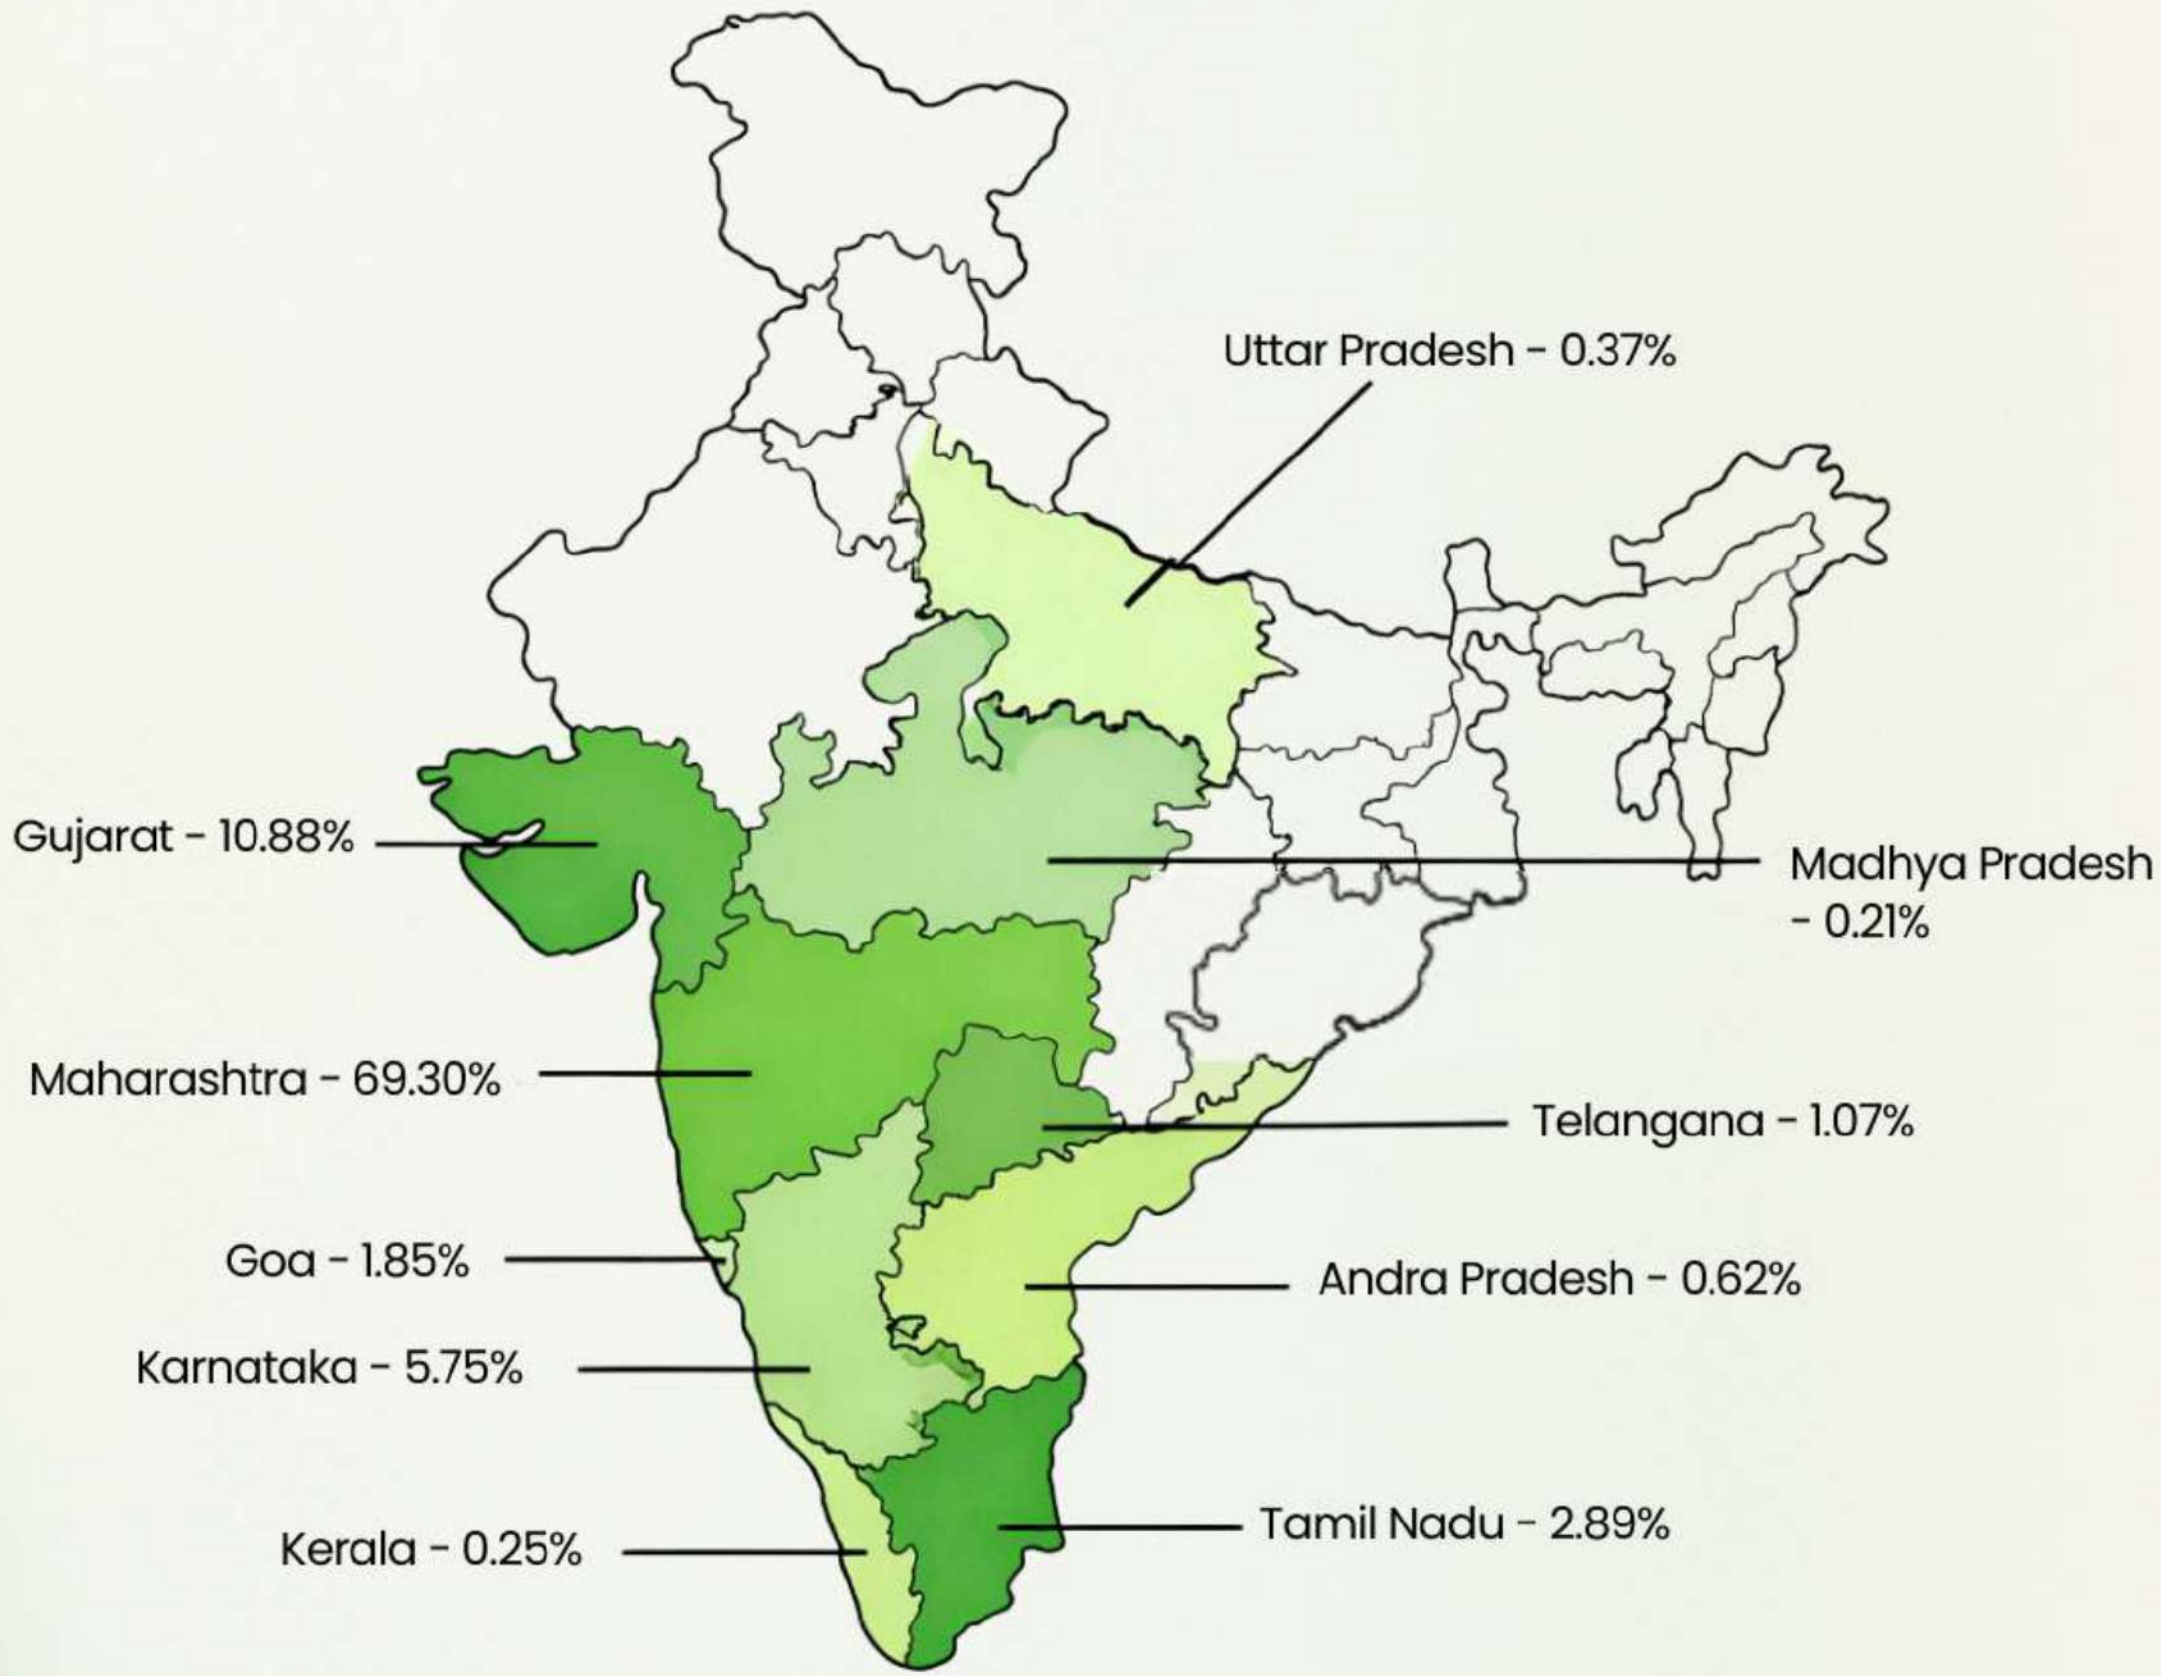 Uttar Pradesh - 0.37%
Gujarat - 10.88%
Madhya Pradesh
- 0.21%
Maharashtra - 69.30%
Telangana - 1.07%
Goa - 1.85%
Andra Pradesh - 0.62%
Karnataka - 5.75%
Tamil Nadu - 2.89%
Kerala - 0.25%